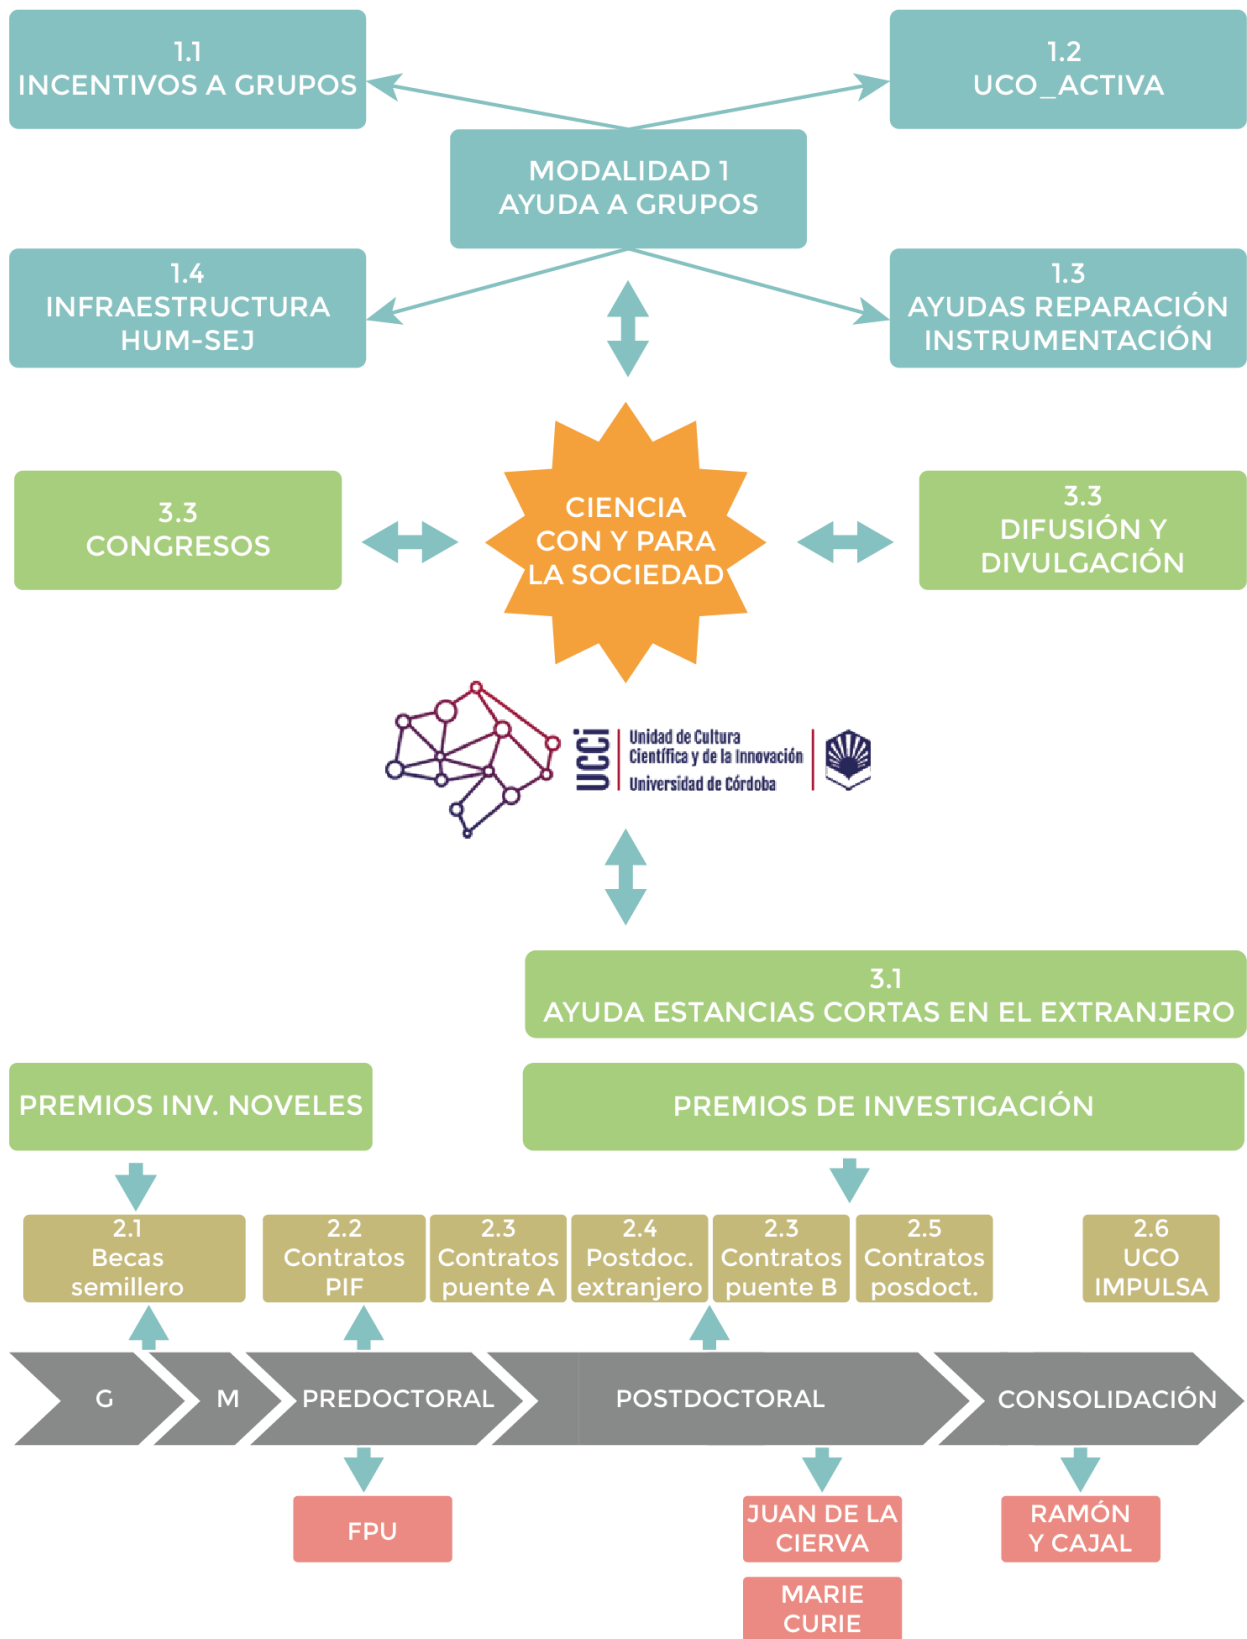 1.1
INCENTIVOS A GRUPOS
1.2
UCO_ACTIVA
MODALIDAD 1
AYUDA A GRUPOS
1.4
INFRAESTRUCTURA
HUM-SEJ
1.3
AYUDAS REPARACIÓN
INSTRUMENTACIÓN
3.3
CONGRESOS
CIENCIA
CON Y PARA
LA SOCIEDAD
3.3
DIFUSIÓN Y
DIVULGACIÓN
UCCi
Unidad de Cultura
Científica y de la Innovación
Universidad de Córdoba
3.1
AYUDA ESTANCIAS CORTAS EN EL EXTRANJERO
PREMIOS INV. NOVELES
PREMIOS DE INVESTIGACIÓN
2.1
Becas
semillero
2.2
Contratos
PIF
2.3
Contratos
puente A
2.4
Postdoc.
extranjero
2.3
Contratos
puente B
2.5
Contratos
posdoct.
2.6
UCO
IMPULSA
G
M
PREDOCTORAL
POSTDOCTORAL
CONSOLIDACIÓN
FPU
JUAN DE LA
CIERVA
RAMÓN
Y CAJAL
MARIE
CURIE